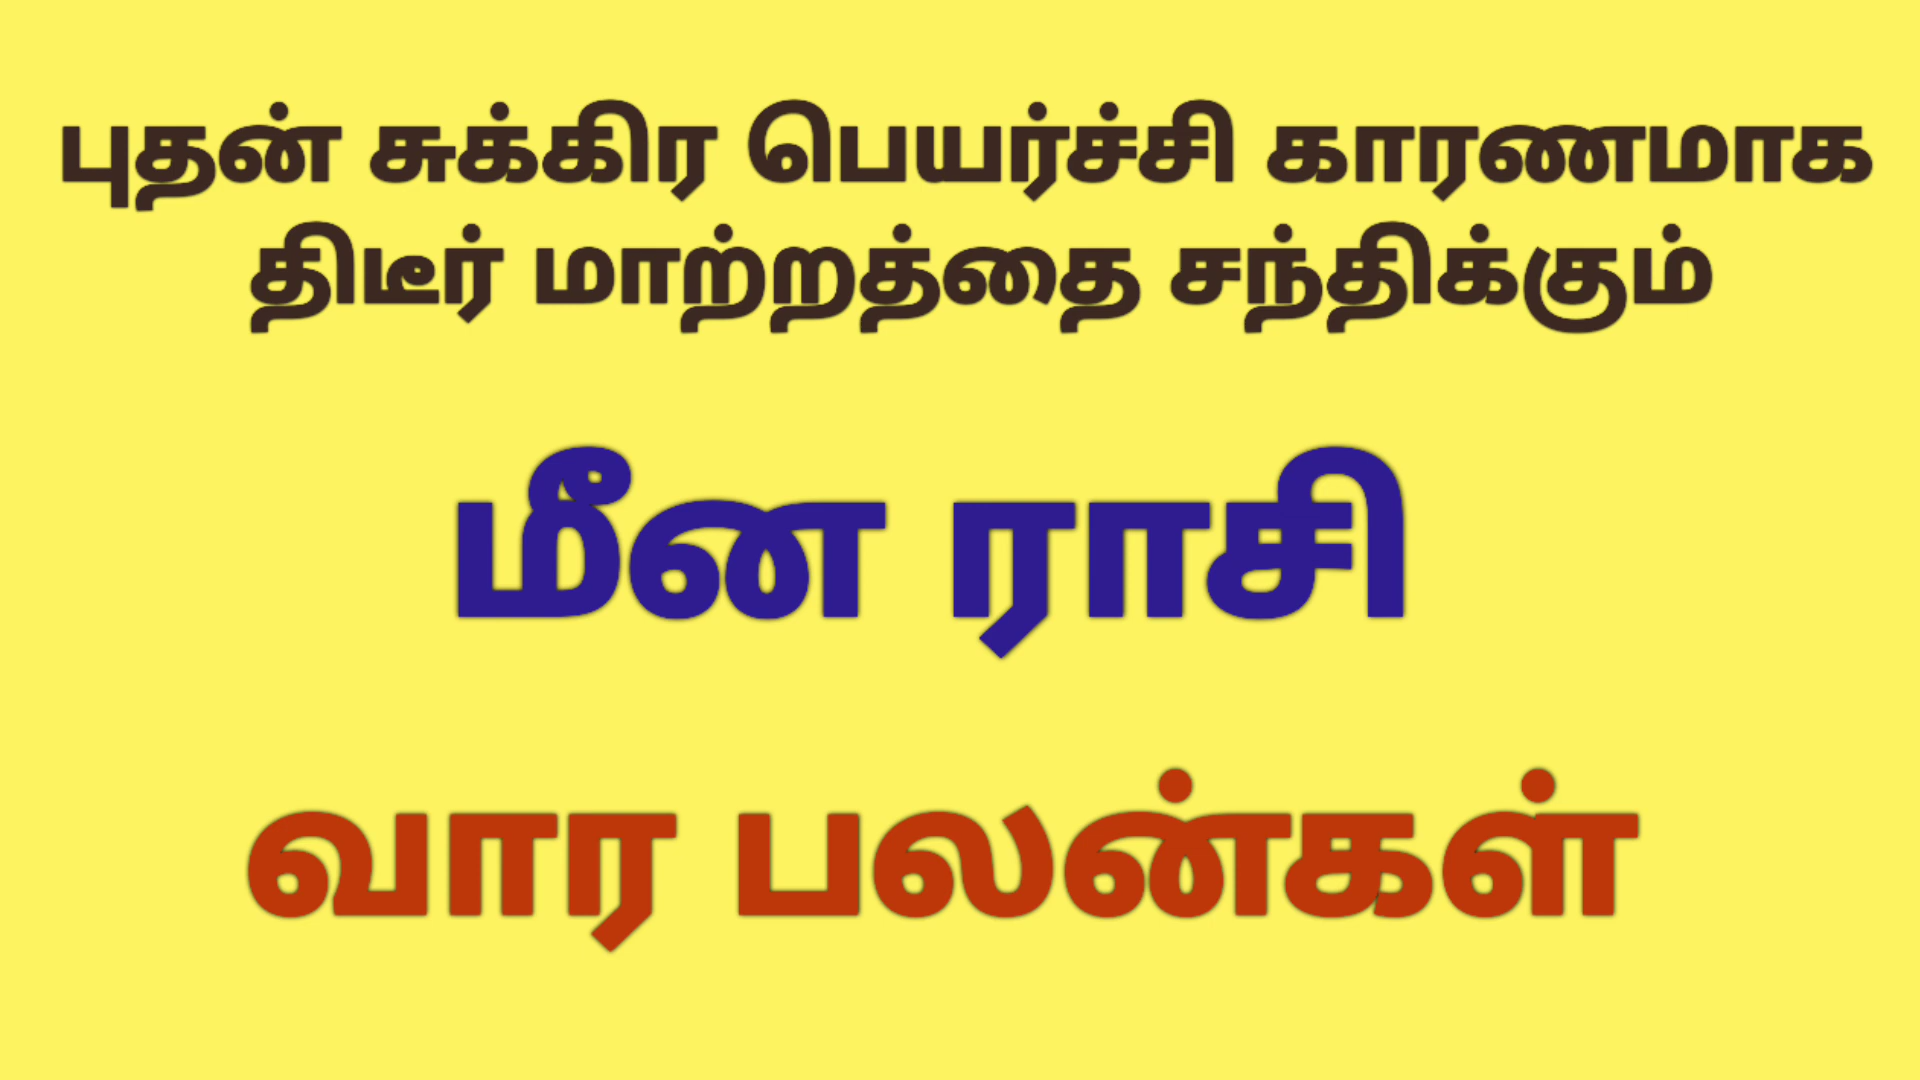 புதன் சுக்கிர பெயர்ச்சி காரணமாக
திடீர் மாற்றத்தை சந்திக்கும்
மீன ராசி
வார பலன்கள்